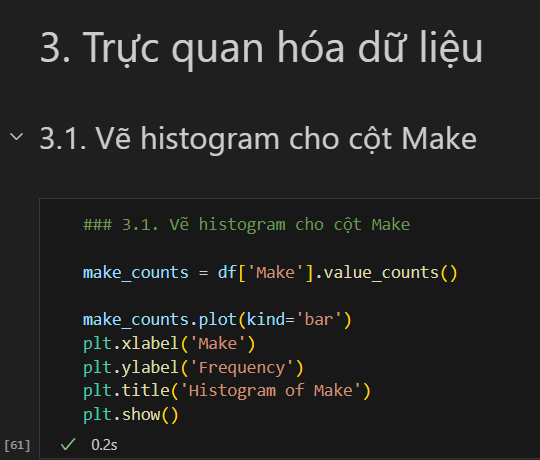 3. Trực quan hóa dữ liệu
3.1. Vẽ histogram cho cột Make
### 3.1. Vẽ histogram cho cột Make
make_counts = df['Make'].value_counts()
make_counts.plot(kind='bar')
plt.xlabel('Make')
plt.ylabel('Frequency')
plt.title('Histogram of Make')
plt.show()
[61] 0.2s